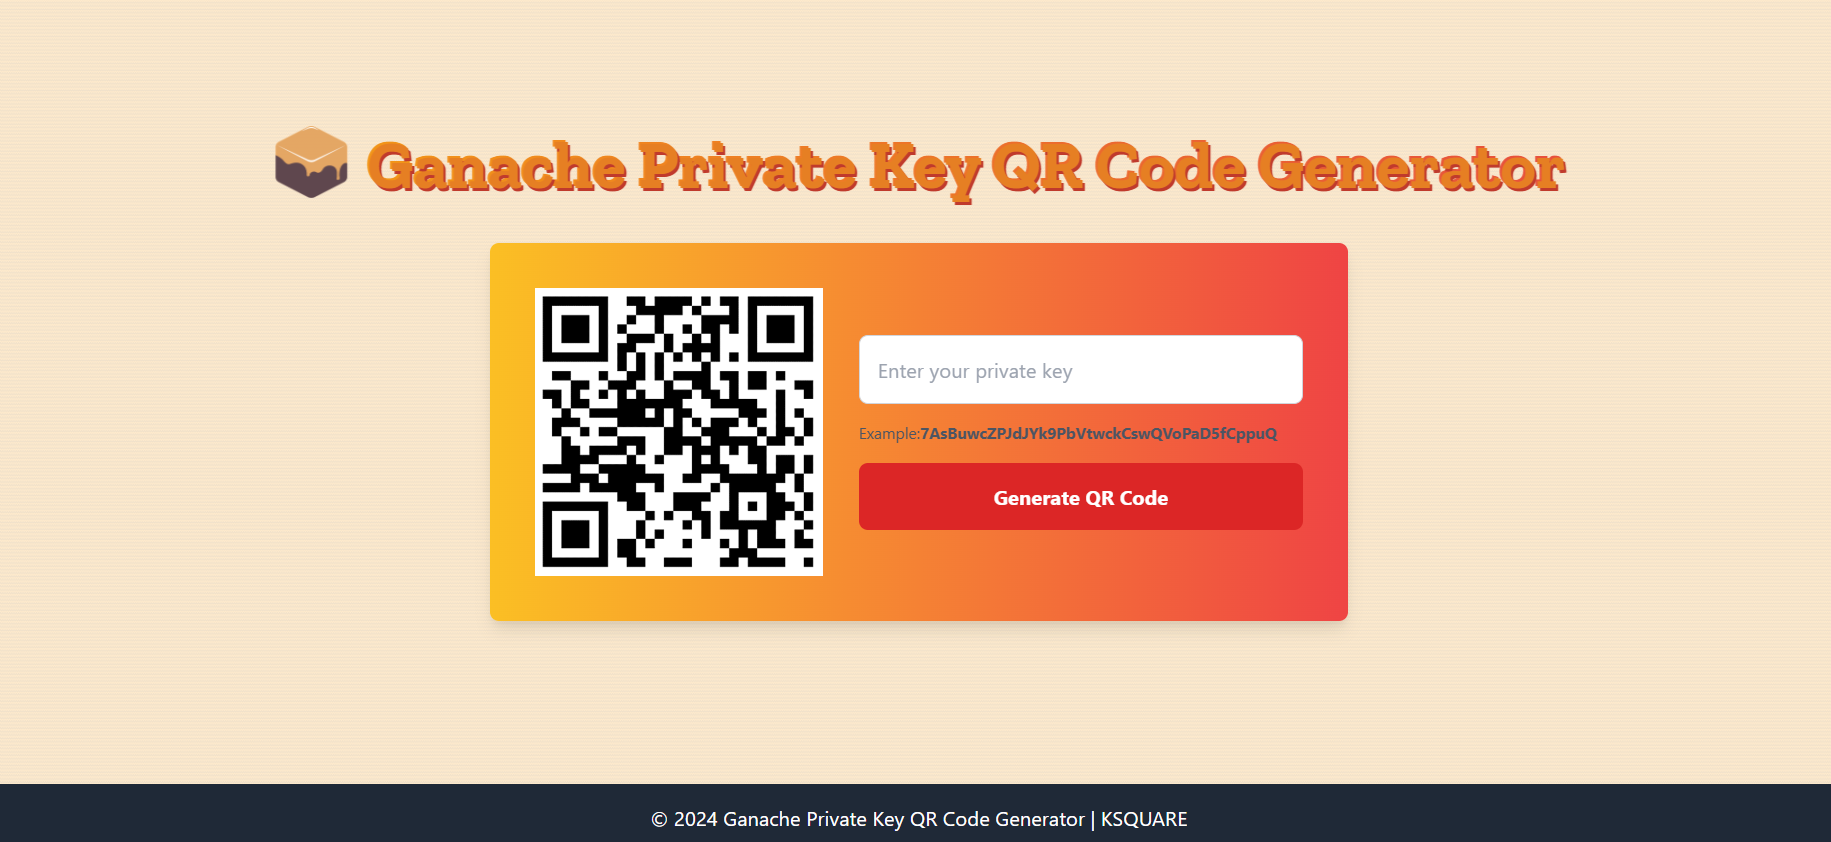 Ganache Private Key QR Code Generator
Enter your private key
Example:7AsBuwcZPJdJYk9PbVtwckCswQVoPaD5fCppuQ
Generate QR Code
© 2024 Ganache Private Key QR Code Generator | KSQUARE